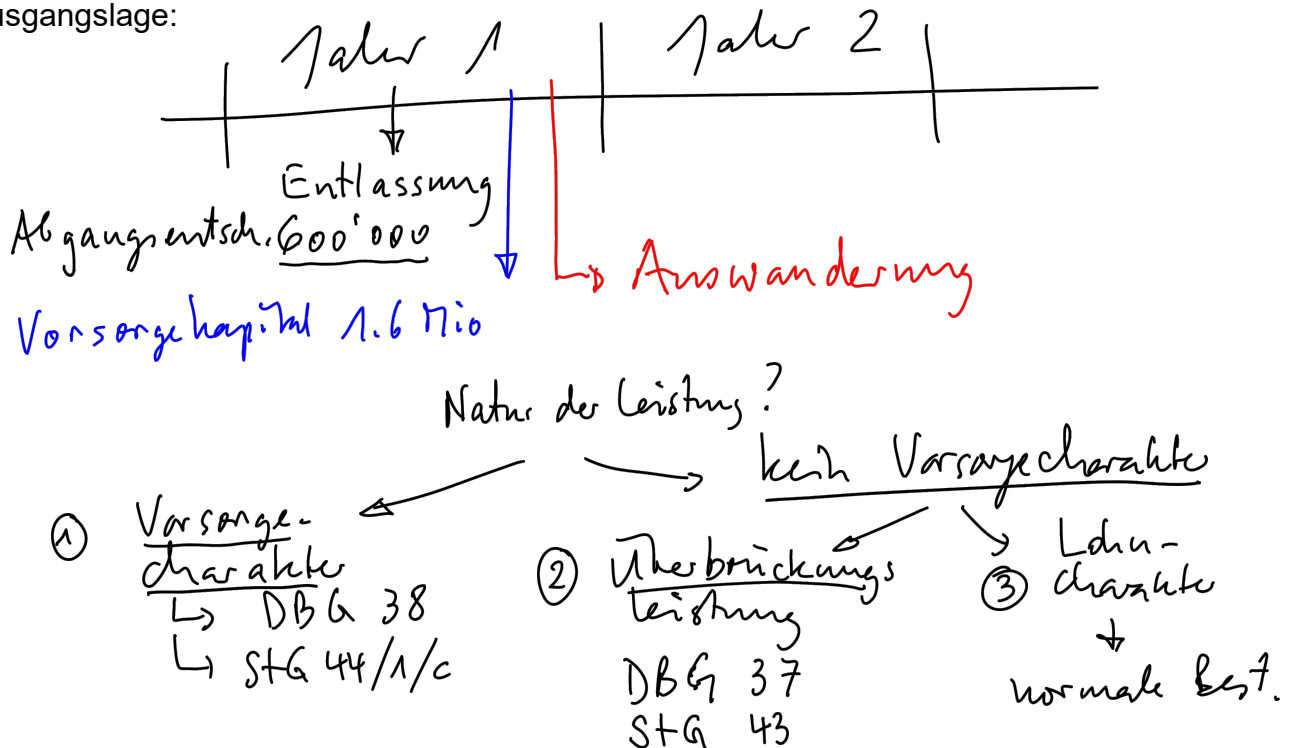 usgangslage:
Jahr 1 Jahr 2
Entlassung
Abgangsentsch. 600'000
Auswanderung
Vorsorgekapital 1.6 Mio
Natur der Leistung?
kein Vorsorgecharakter
① Vorsorge-
charakter
↳ DBG 38
↳ StG 44/1/c
② Überbrückungs
leistung
DBG 37
StG 43
③ Lohn-
charakter
normale Best.